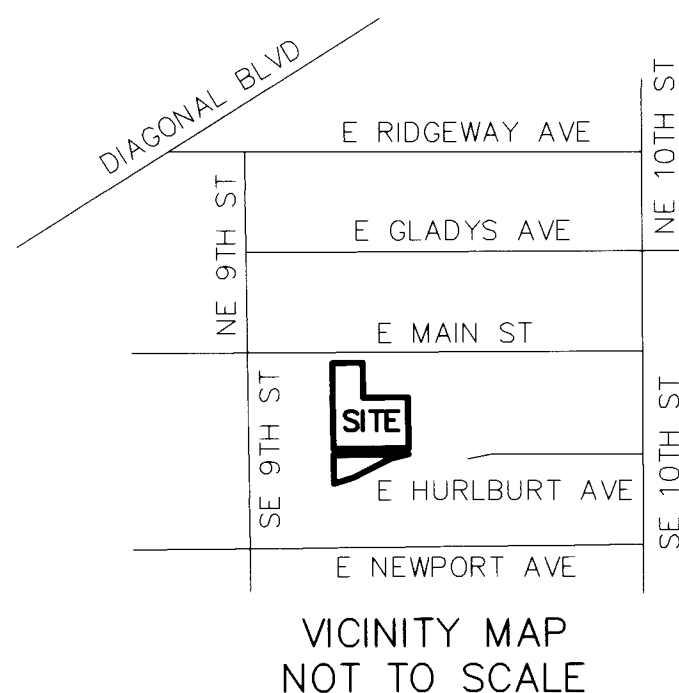 DIAGONAL BLVD
E RIDGEWAY AVE
NE 10TH ST
NE 9TH ST
E GLADYS AVE
E MAIN ST
SE 9TH ST
SITE
SE 10TH ST
E HURLBURT AVE
E NEWPORT AVE
VICINITY MAP
NOT TO SCALE